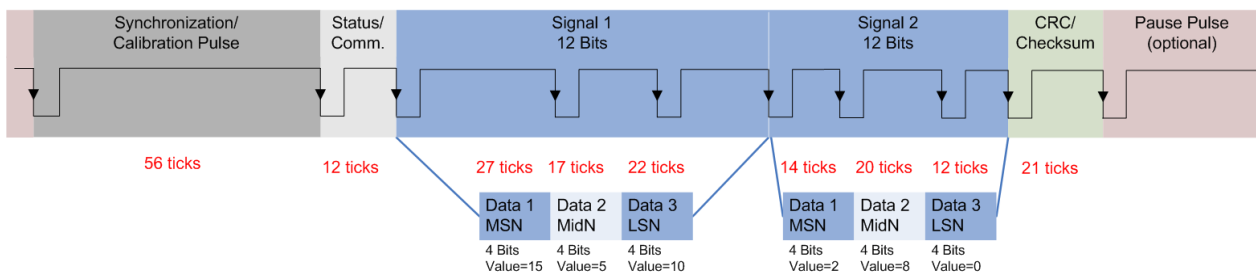 Synchronization/
Calibration Pulse
Status/
Comm.
Signal 1
12 Bits
Signal 2
12 Bits
CRC/
Checksum
Pause Pulse
(optional)
56 ticks
12 ticks
27 ticks
17 ticks
22 ticks
14 ticks
20 ticks
12 ticks
21 ticks
Data 1
MSN
Data 2
MidN
Data 3
LSN
Data 1
MSN
Data 2
MidN
Data 3
LSN
4 Bits
Value=15
4 Bits
Value=5
4 Bits
Value=10
4 Bits
Value=2
4 Bits
Value=8
4 Bits
Value=0